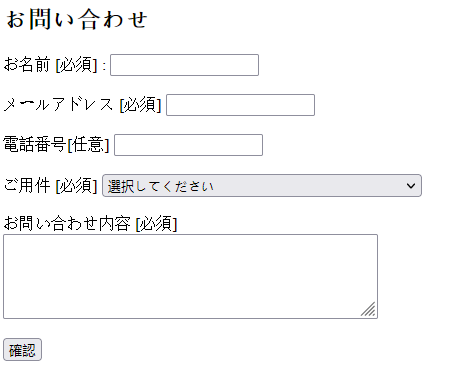 お問い合わせ
お名前 [必須] :
メールアドレス [必須]
電話番号[任意]
ご用件 [必須] 選択してください
お問い合わせ内容 [必須]
確認